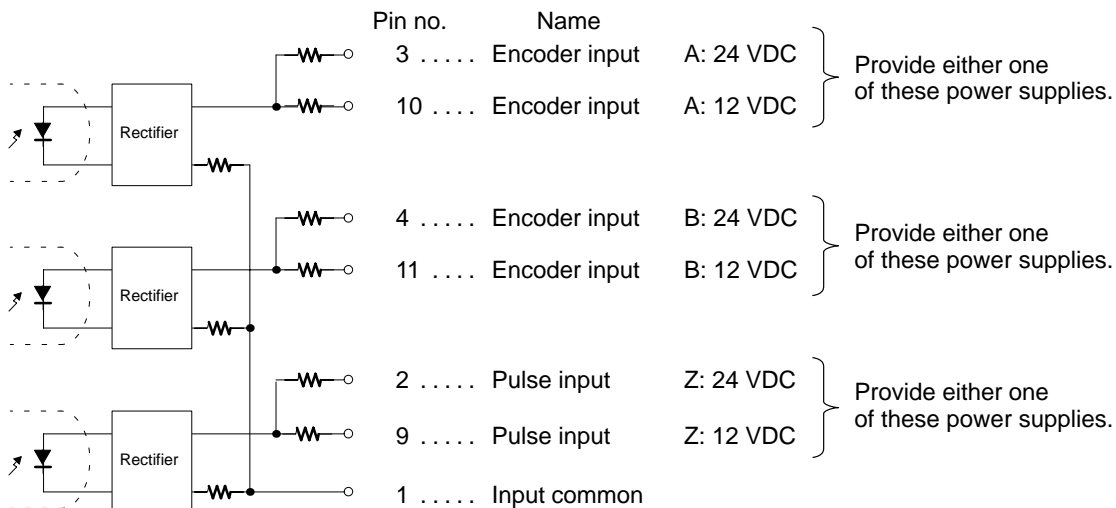 Pin no. Name
3 ..... Encoder input A: 24 VDC
10 .... Encoder input A: 12 VDC
Provide either one
of these power supplies.
Rectifier
4 ..... Encoder input B: 24 VDC
11 .... Encoder input B: 12 VDC
Provide either one
of these power supplies.
Rectifier
2 ..... Pulse input Z: 24 VDC
9 ..... Pulse input Z: 12 VDC
Provide either one
of these power supplies.
Rectifier
1 ..... Input common